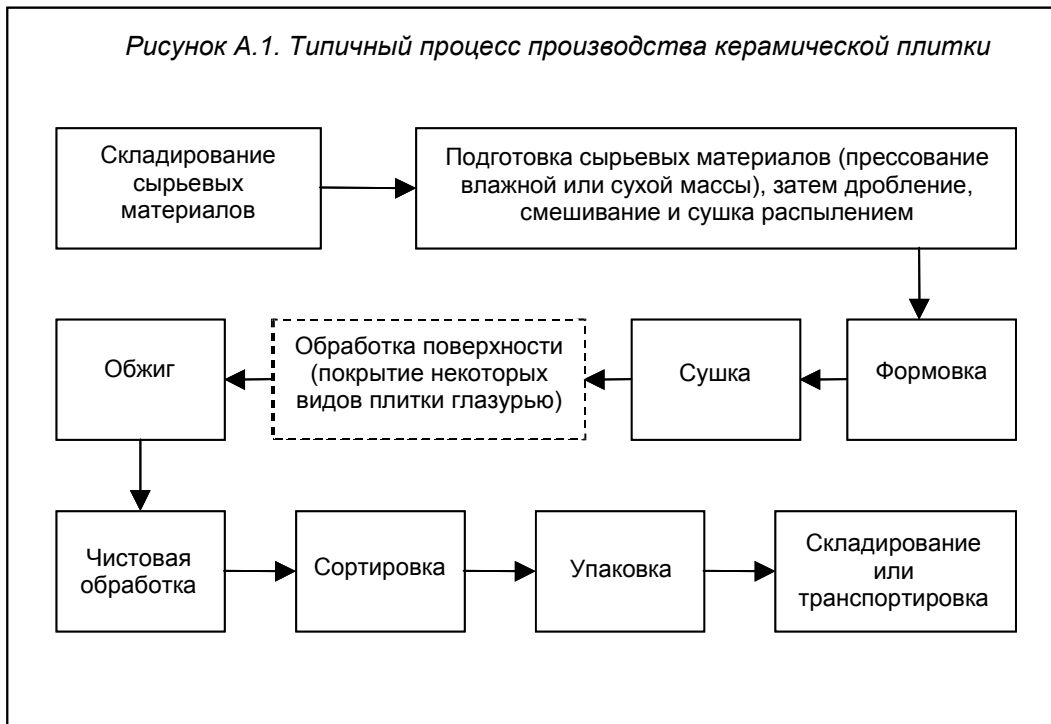 Рисунок А.1. Типичный процесс производства керамической плитки
Складирование
сырьевых
материалов
Подготовка сырьевых материалов (прессование
влажной или сухой массы), затем дробление,
смешивание и сушка распылением
Обжиг
Обработка поверхности
(покрытие некоторых
видов плитки глазурью)
Сушка
Формовка
Чистовая
обработка
Сортировка
Упаковка
Складирование
или
транспортировка